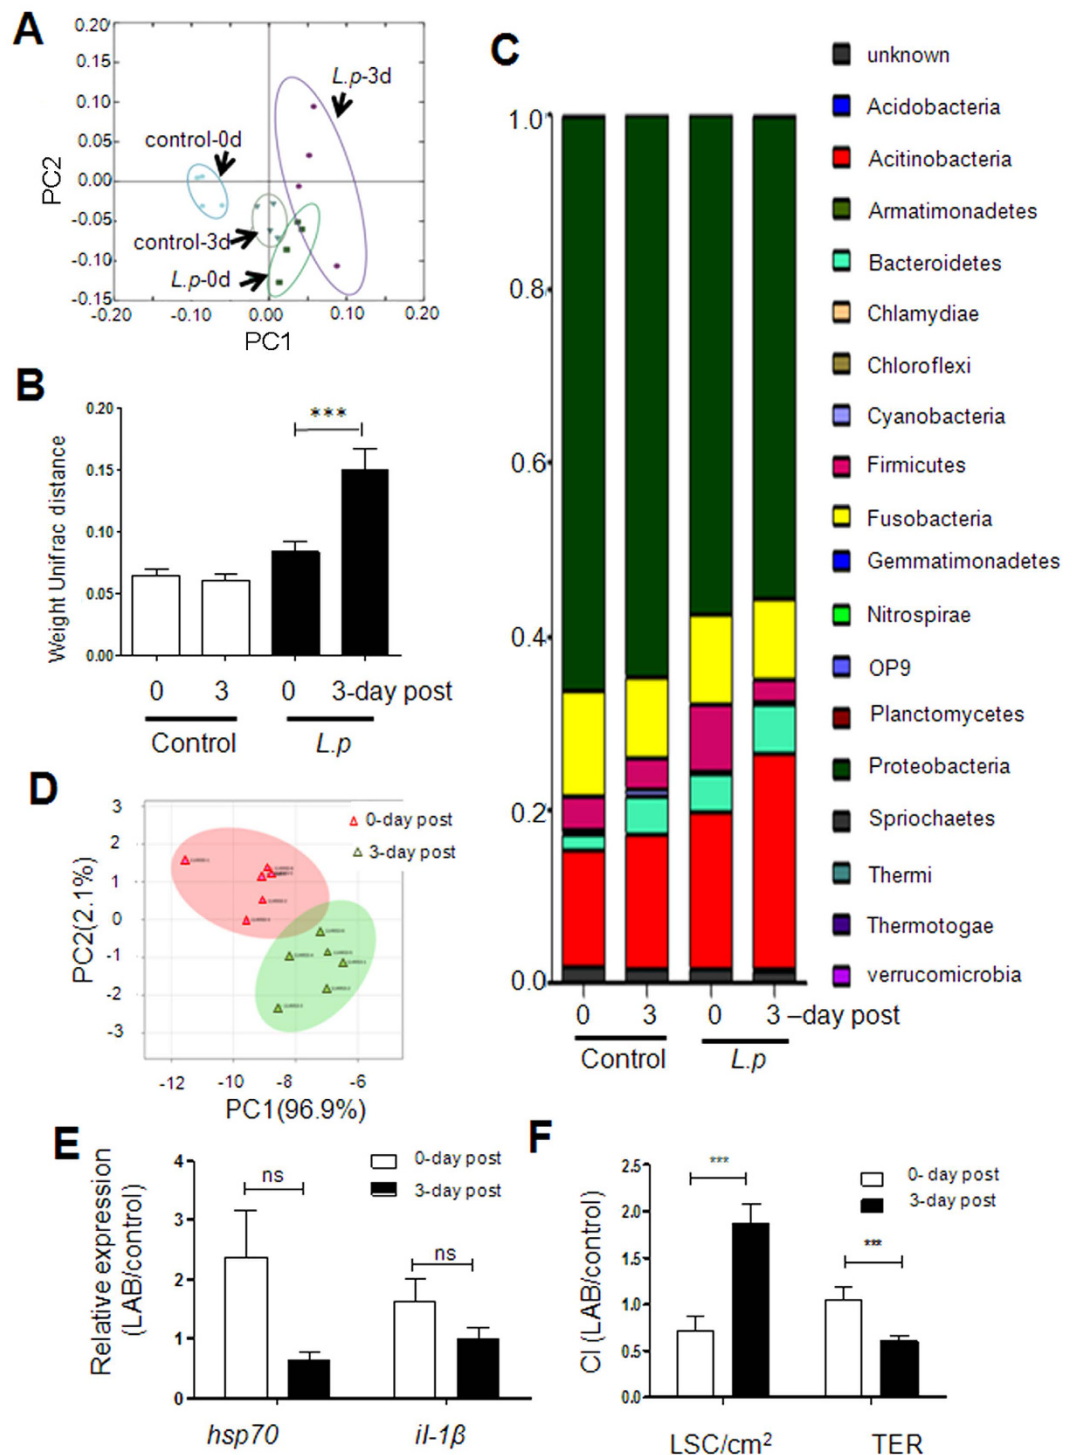 A
0.20
0.15
0.10
0.05
0.00
-0.05
-0.10
-0.15
PC2
-0.20
-0.10
0.00
0.10
0.20
PC1
control-0d
L.p-3d
control-3d
L.p-0d
B
0.20
0.15
0.10
0.05
0.00
Weight Unifrac distance
***
0
3
0
3-day post
Control
L.p
C
1.0
0.8
0.6
0.4
0.2
0.0
0
3
0
3 –day post
Control
L.p
unknown
Acidobacteria
Acitinobacteria
Armatimonadetes
Bacteroidetes
Chlamydiae
Chloroflexi
Cyanobacteria
Firmicutes
Fusobacteria
Gemmatimonadetes
Nitrospirae
OP9
Planctomycetes
Proteobacteria
Spriochaetes
Thermi
Thermotogae
verrucomicrobia
D
3
2
1
0
-1
-2
-3
PC2(2.1%)
0-day post
3-day post
-12
-10
-8
-6
PC1(96.9%)
E
Relative expression
(LAB/control)
4
3
2
1
0
0-day post
3-day post
ns
ns
hsp70
il-1β
F
CI (LAB/control)
2.5
2.0
1.5
1.0
0.5
0.0
0- day post
3-day post
***
***
LSC/cm²
TER